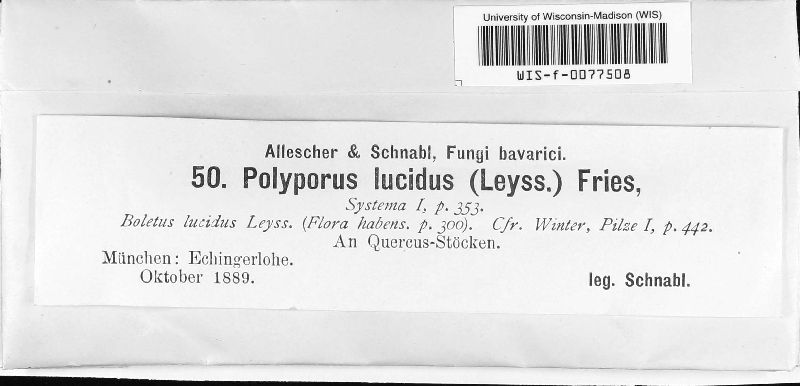 University of Wisconsin-Madison (WIS)
WIS-f-0077508
Allescher & Schnabl, Fungi bavarici.
50. Polyporus lucidus (Leyss.) Fries,
Systema I, p. 353.
Boletus lucidus Leyss. (Flora habens. p. 300). Cfr. Winter, Pilze I, p. 442.
An Quercus-Stöcken.
München: Echingerlohe.
Oktober 1889.
leg. Schnabl.